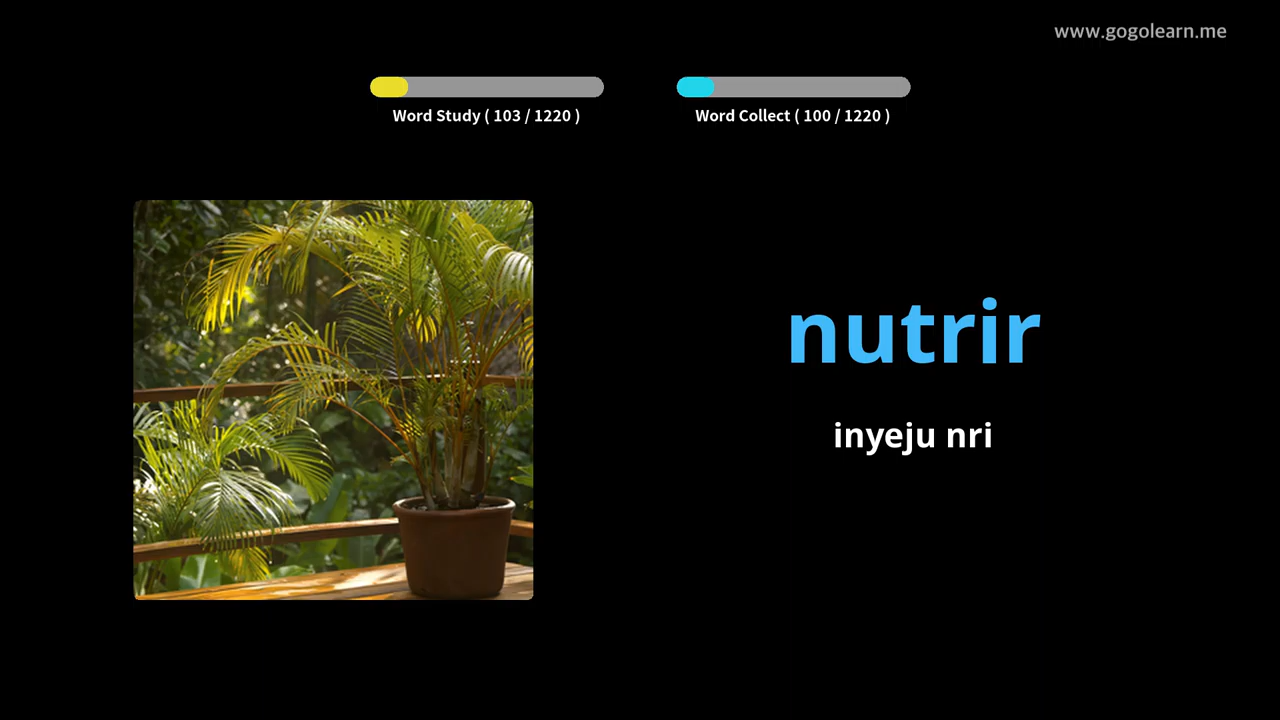 www.gogolearn.me
Word Study ( 103 / 1220 )
Word Collect ( 100 / 1220 )
nutrir
inyeju nri